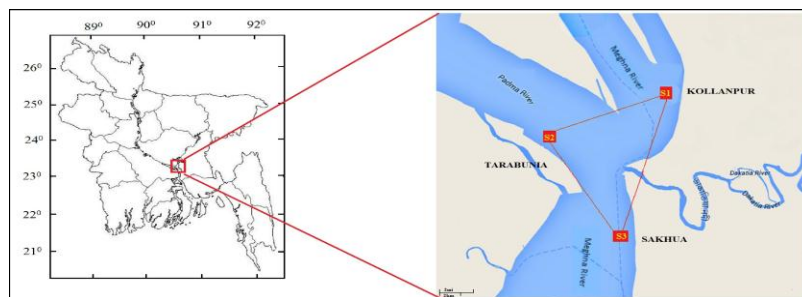 89⁰ 90⁰ 91⁰ 92⁰
26⁰
25⁰
24⁰
23⁰
22⁰
21⁰
Meghna River
Padma River
S1 KOLLANPUR
S2
TARABUNIA
Dakatia River
Dakatia River
S3 SAKHUA
Meghna River